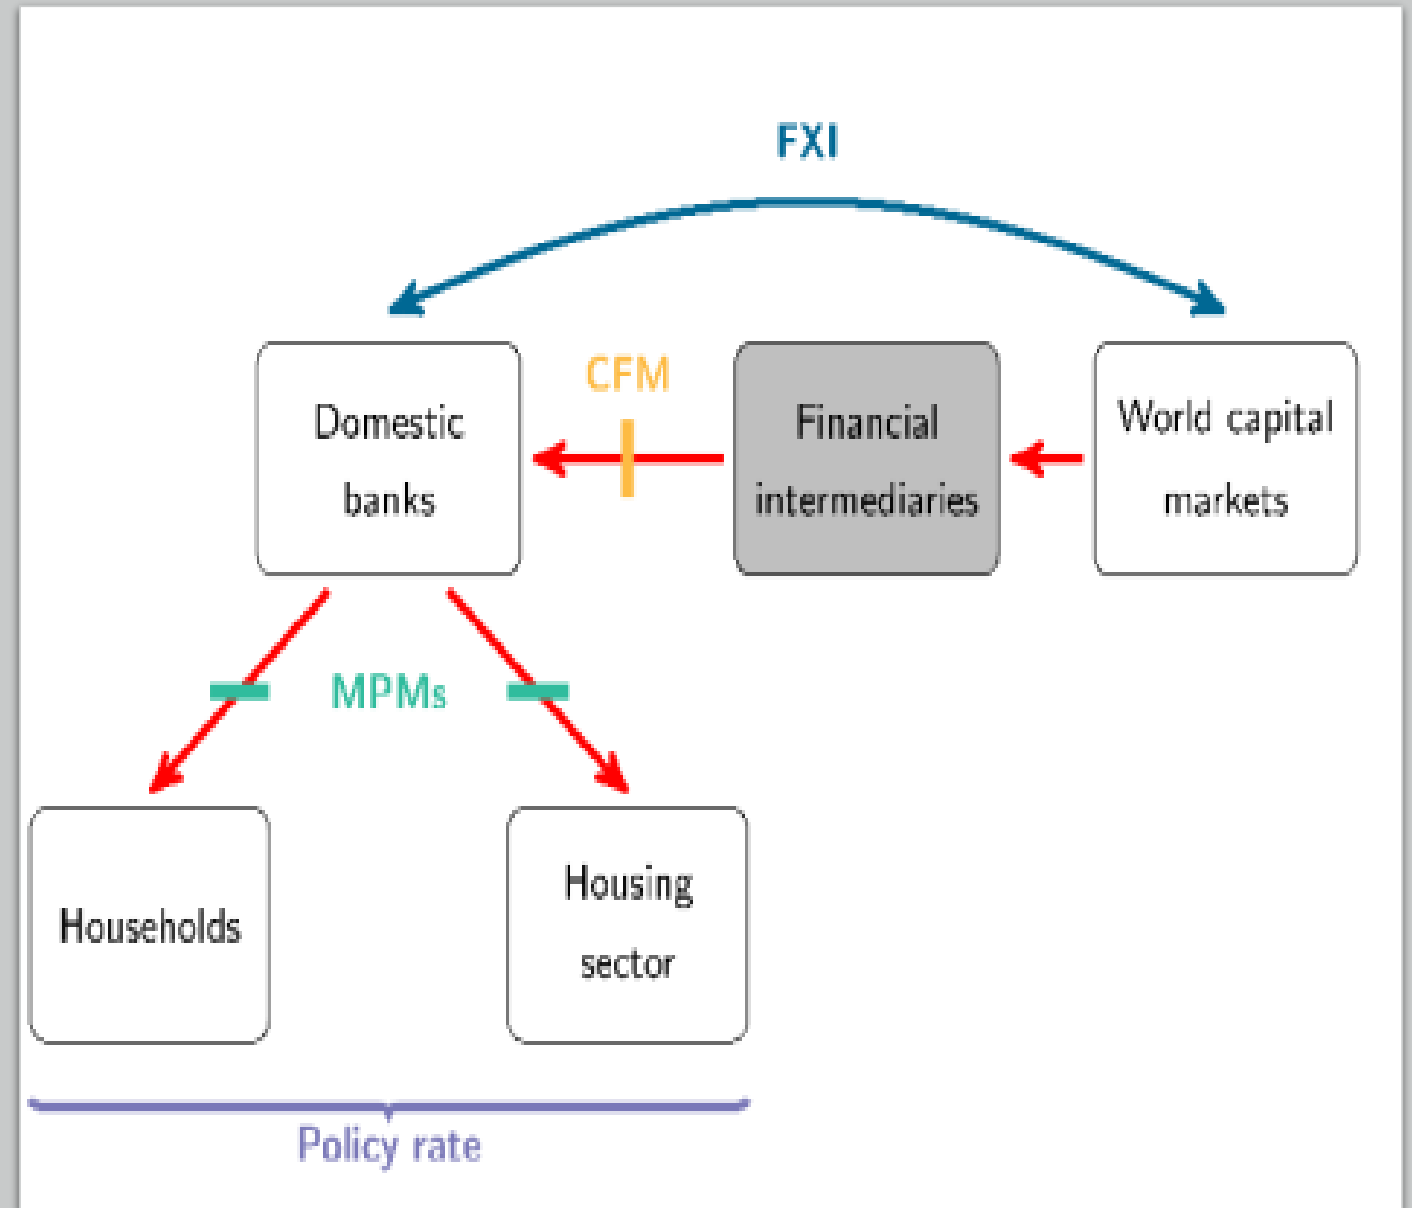 FXI
CFM
Domestic
banks
Financial
intermediaries
World capital
markets
MPMs
Households
Housing
sector
Policy rate